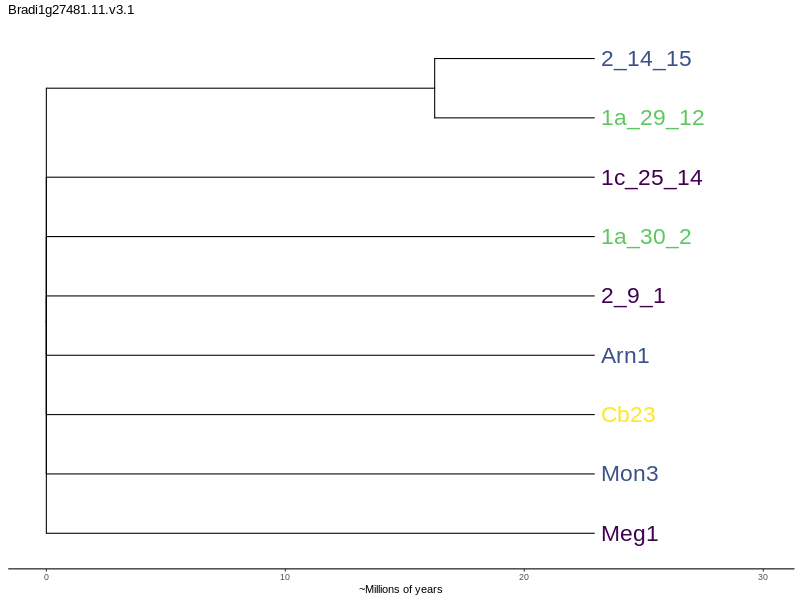 Bradi1g27481.11.v3.1
2_14_15
1a_29_12
1c_25_14
1a_30_2
2_9_1
Arn1
Cb23
Mon3
Meg1
0 10 20 30
~Millions of years